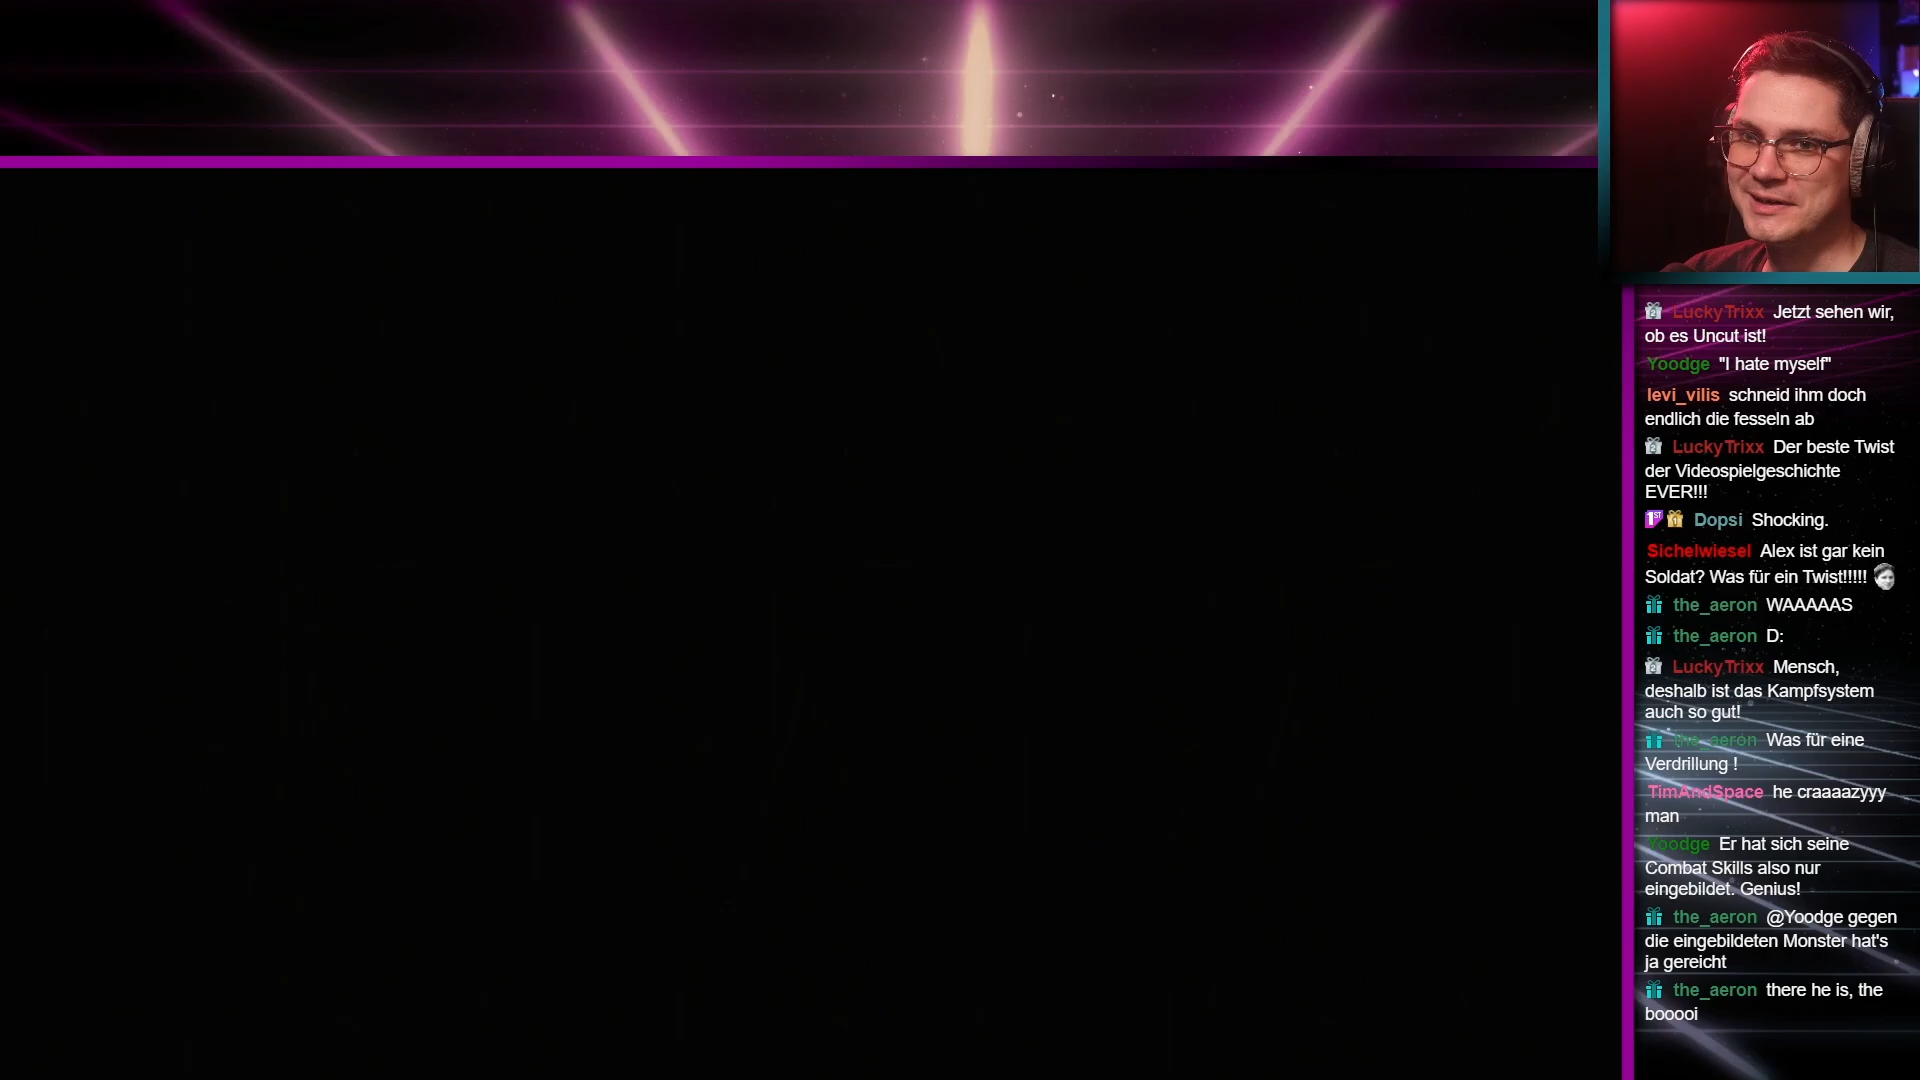 LuckyTrixx Jetzt sehen wir,
ob es Uncut ist!
Yoodge "I hate myself"
levi_vilis schneid ihm doch
endlich die fesseln ab
LuckyTrixx Der beste Twist
der Videospielgeschichte
EVER!!!
1ST 1 Dopsi Shocking.
Sichelwiesel Alex ist gar kein
Soldat? Was für ein Twist!!!!!
the_aeron WAAAAAS
the_aeron D:
LuckyTrixx Mensch,
deshalb ist das Kampfsystem
auch so gut!
the_aeron Was für eine
Verdrillung !
TimAndSpace he craaaazyyy
man
Yoodge Er hat sich seine
Combat Skills also nur
eingebildet. Genius!
the_aeron @Yoodge gegen
die eingebildeten Monster hat's
ja gereicht
the_aeron there he is, the
booooi